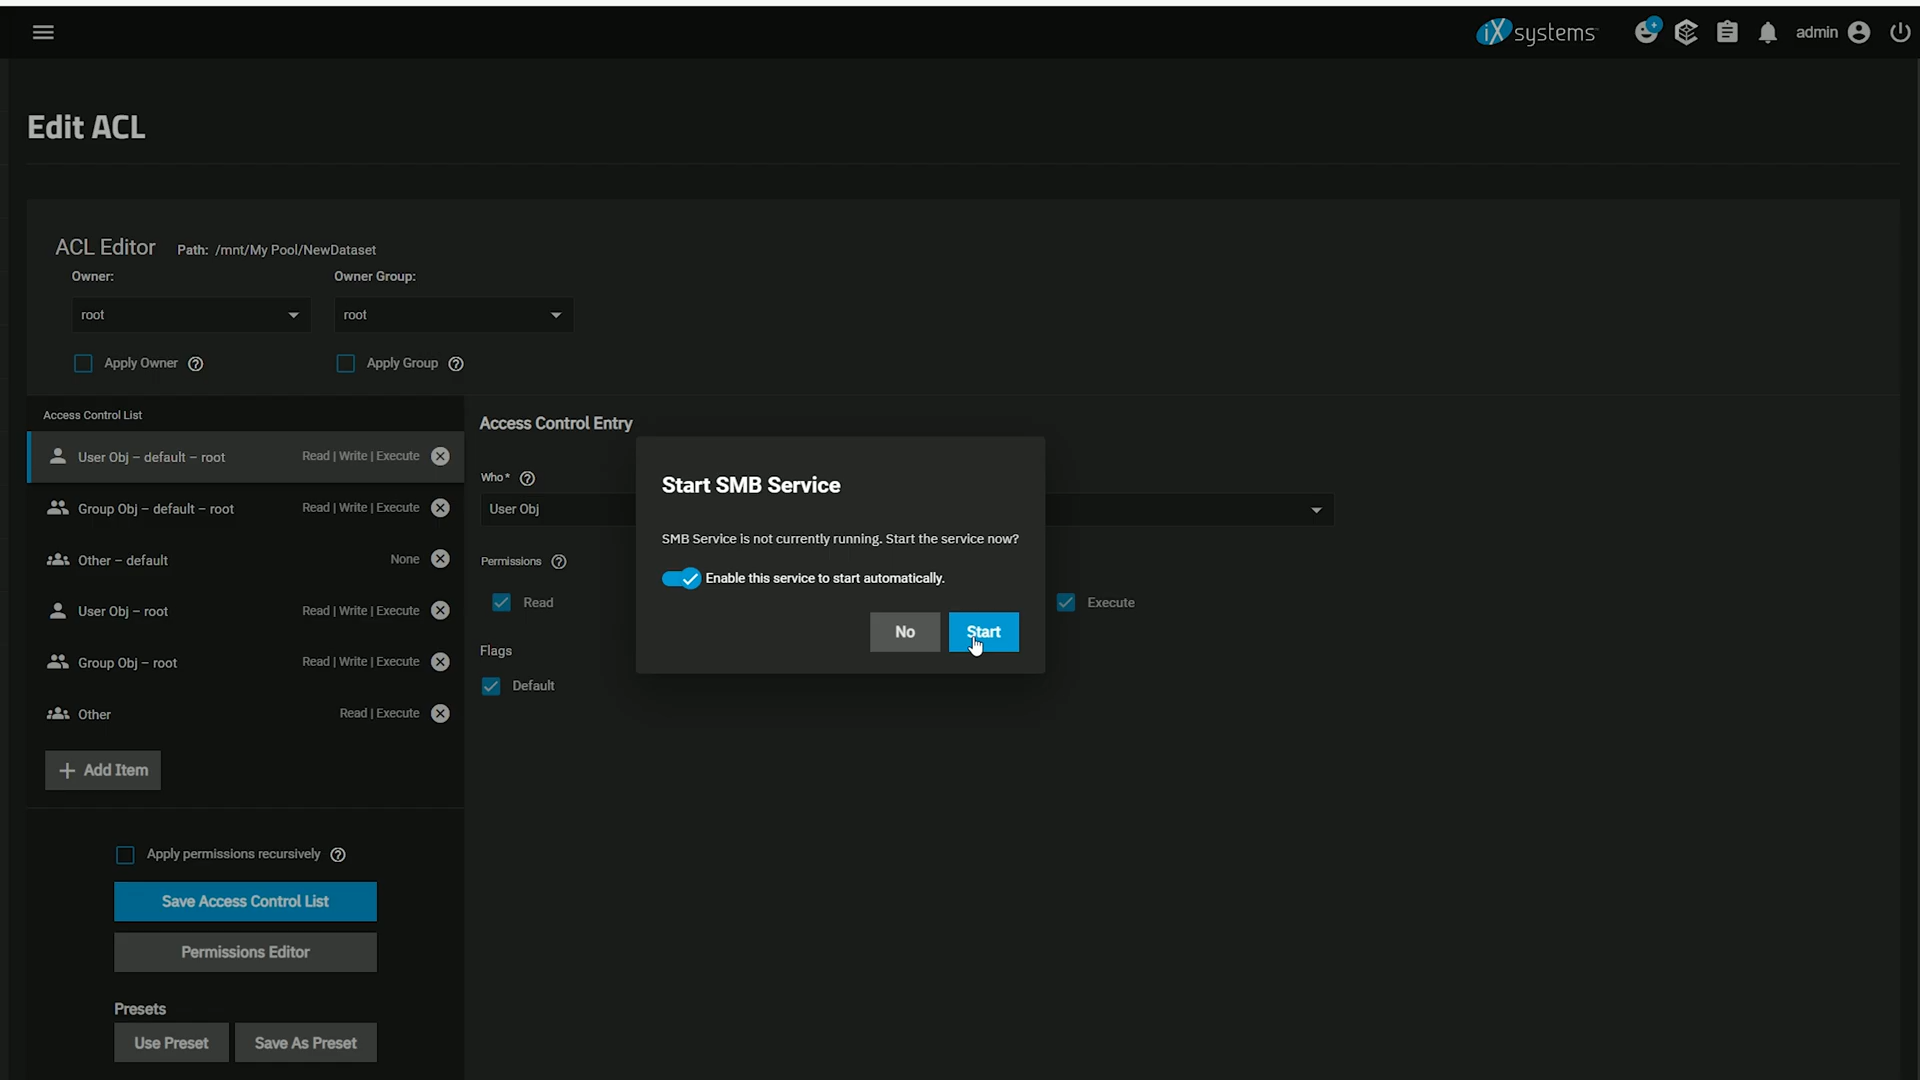 iXsystems
admin
Edit ACL
ACL Editor Path: /mnt/My Pool/NewDataset
Owner: Owner Group:
root root
Apply Owner Apply Group
Access Control List
User Obj – default – root Read | Write | Execute
Group Obj – default – root Read | Write | Execute
Other – default None
User Obj – root Read | Write | Execute
Group Obj – root Read | Write | Execute
Other Read | Execute
Add Item
Apply permissions recursively
Save Access Control List
Permissions Editor
Presets
Use Preset Save As Preset
Access Control Entry
Who*
User Obj
Permissions
Read Execute
Flags
Default
Start SMB Service
SMB Service is not currently running. Start the service now?
Enable this service to start automatically.
No Start